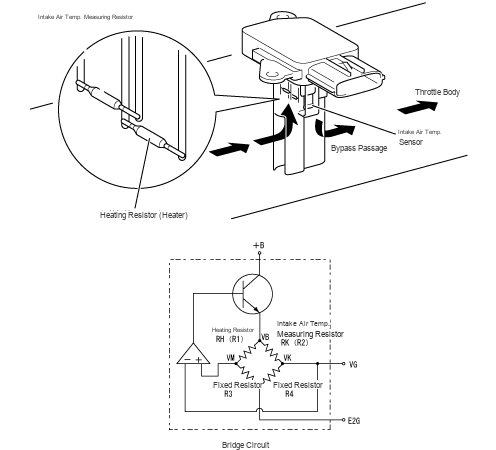 Intake Air Temp. Measuring Resistor
Throttle Body
Intake Air Temp.
Sensor
Bypass Passage
Heating Resistor (Heater)
+B
Heating Resistor
RH (R1)
Intake Air Temp.
Measuring Resistor
RK (R2)
VB
VM
VK
VG
Fixed Resistor
R3
Fixed Resistor
R4
E2G
Bridge Circuit